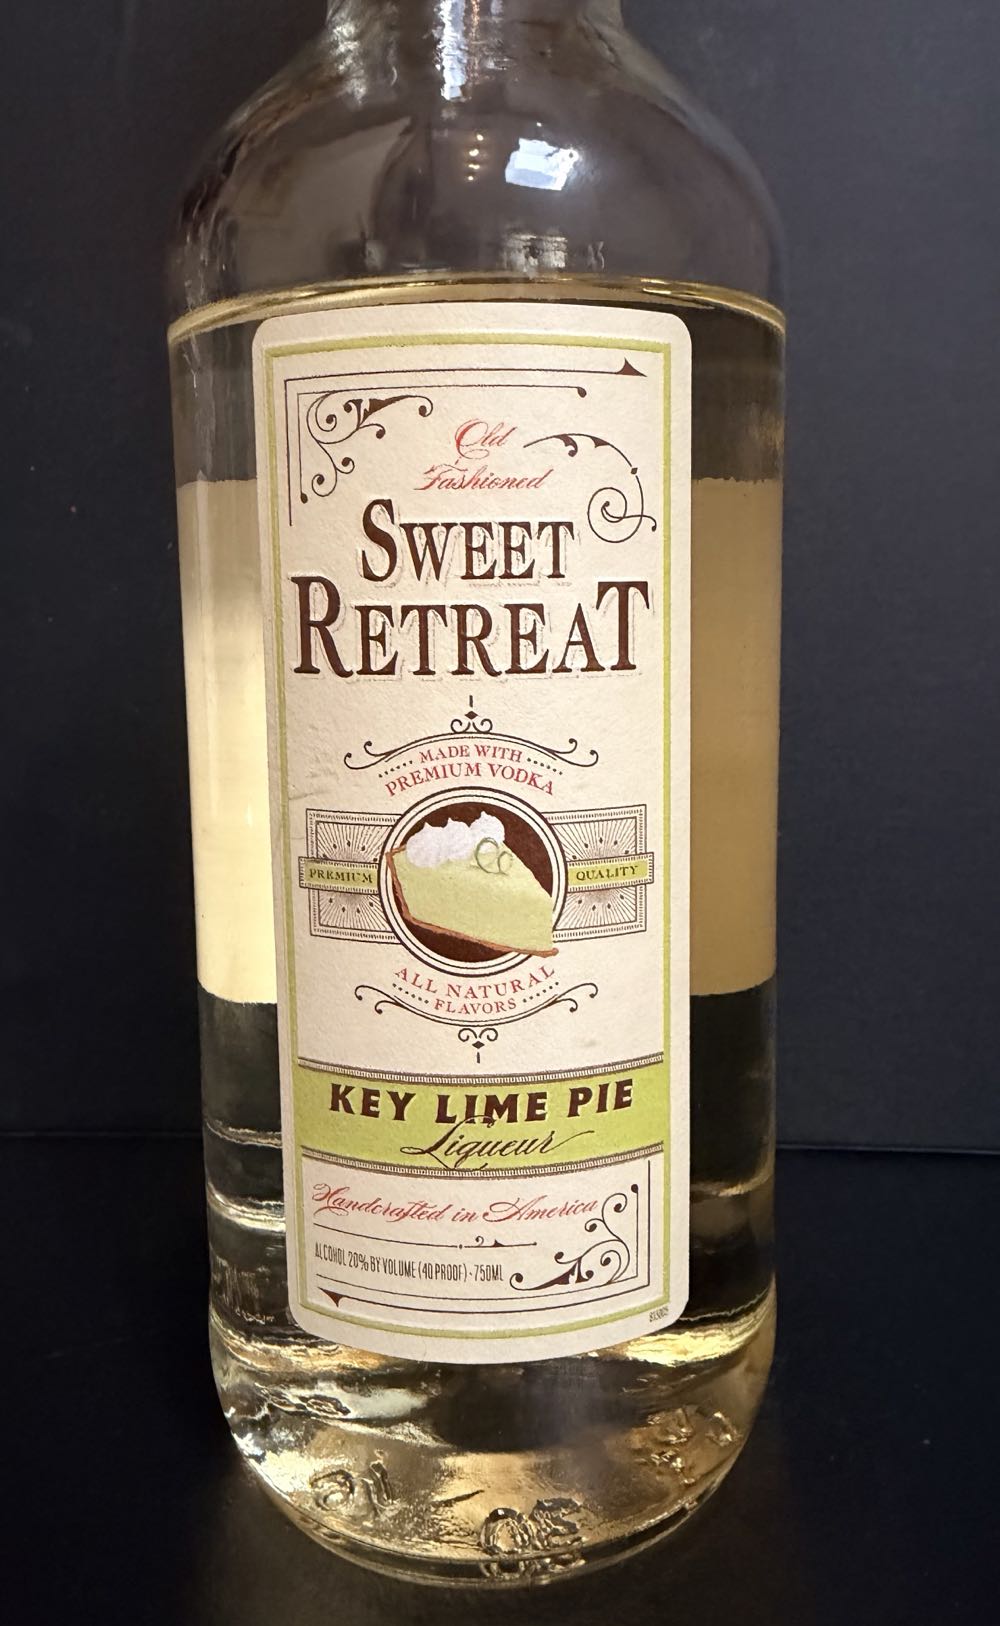 Old
Fashioned
SWEET
RETREAT
MADE WITH
PREMIUM VODKA
PREMIUM QUALITY
ALL NATURAL
FLAVORS
KEY LIME PIE
Liqueur
Handcrafted in America
ALCOHOL 20% BY VOLUME (40 PROOF) • 750ML